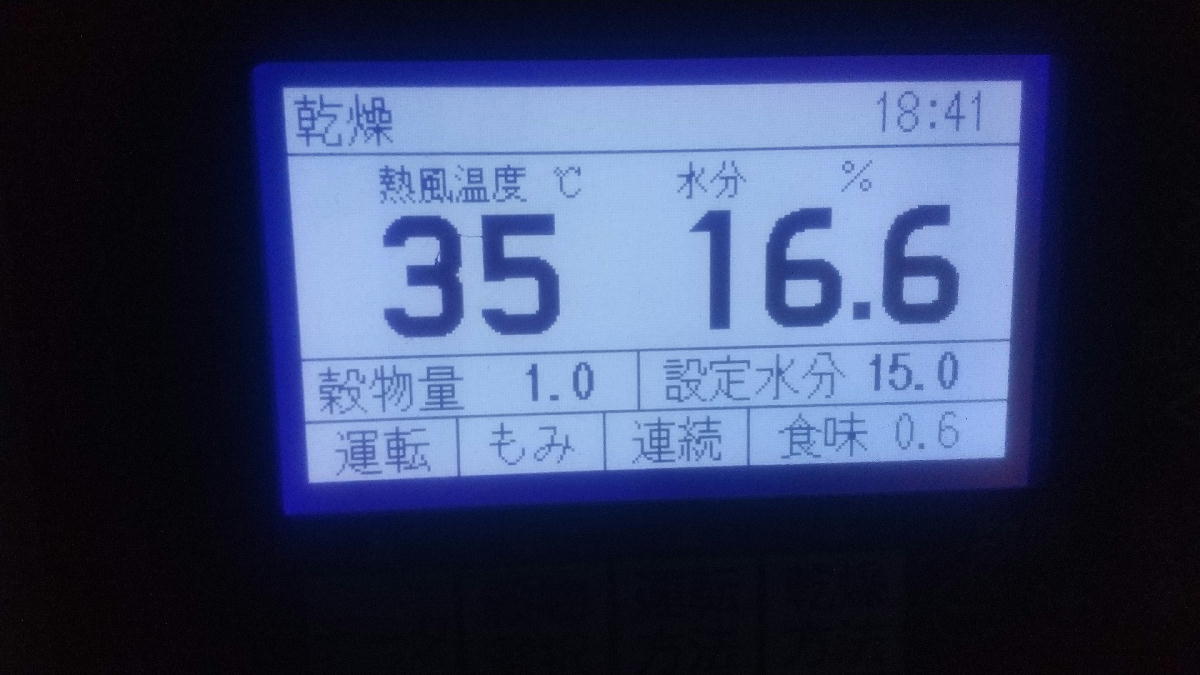 乾燥 18:41
熱風温度 ℃ 水分 %
35 16.6
穀物量 1.0 設定水分 15.0
運転 もみ 連続 食味 0.6